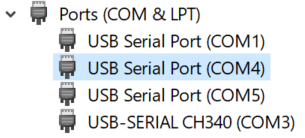 Ports (COM & LPT)
USB Serial Port (COM1)
USB Serial Port (COM4)
USB Serial Port (COM5)
USB-SERIAL CH340 (COM3)